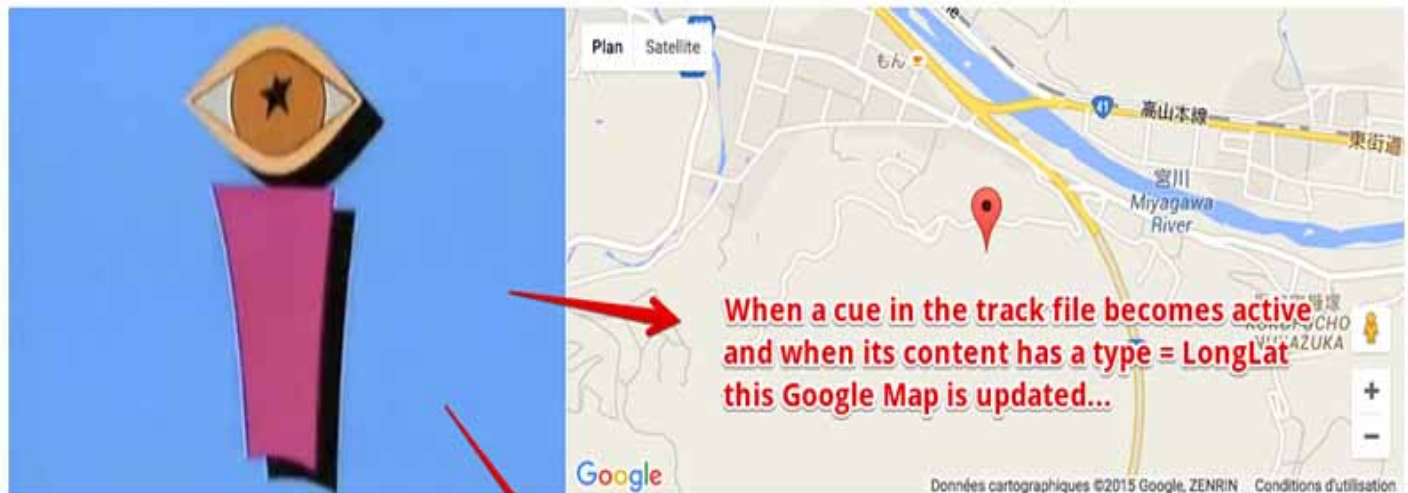 Plan Satellite
もん
41
高山本線
東街道
宮川
Miyagawa
River
When a cue in the track file becomes active
and when its content has a type = LongLat
this Google Map is updated...
Google
Données cartographiques ©2015 Google, ZENRIN Conditions d'utilisation